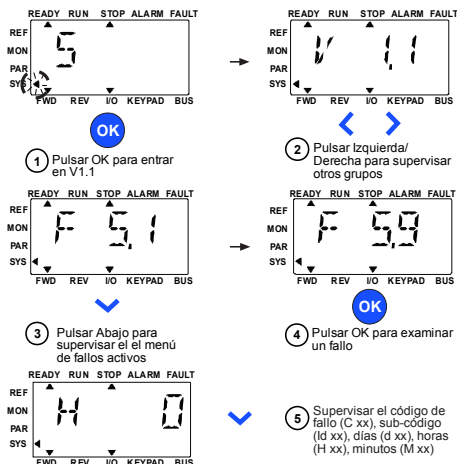 READY RUN STOP ALARM FAULT
REF
MON
PAR
SYS
S
FWD REV I/O KEYPAD BUS
READY RUN STOP ALARM FAULT
REF
MON
PAR
SYS
V 1,1
FWD REV I/O KEYPAD BUS
OK
1 Pulsar OK para entrar
en V1.1
2 Pulsar Izquierda/
Derecha para supervisar
otros grupos
READY RUN STOP ALARM FAULT
REF
MON
PAR
SYS
F 5,1
FWD REV I/O KEYPAD BUS
READY RUN STOP ALARM FAULT
REF
MON
PAR
SYS
F 5,9
FWD REV I/O KEYPAD BUS
3 Pulsar Abajo para
supervisar el el menú
de fallos activos
OK
4 Pulsar OK para examinar
un fallo
READY RUN STOP ALARM FAULT
REF
MON
PAR
SYS
H 0
FWD REV I/O KEYPAD BUS
5 Supervisar el código de
fallo (C xx), sub-código
(Id xx), días (d xx), horas
(H xx), minutos (M xx)